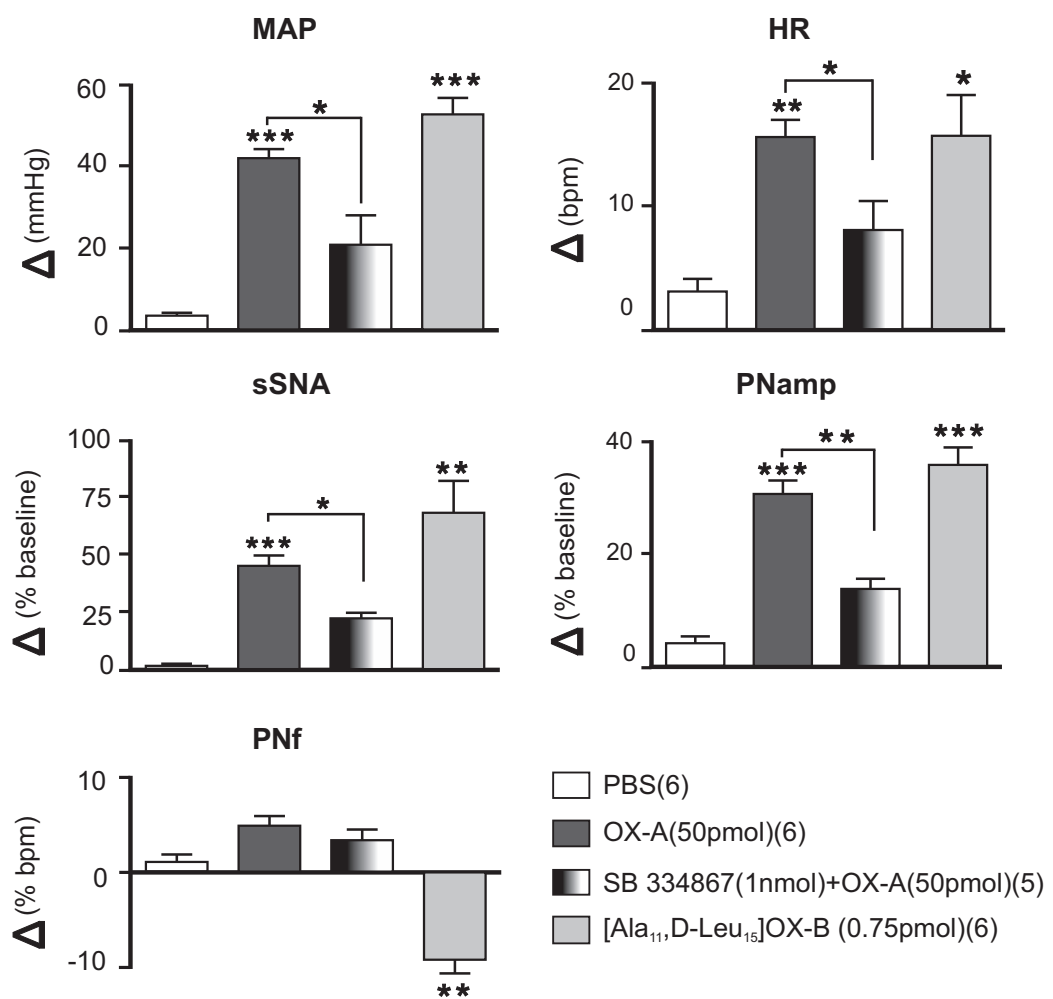 MAP
60
40
20
0
Δ (mmHg)
***
*
***
HR
20
10
0
Δ (bpm)
**
*
*
sSNA
100
75
50
25
0
Δ (% baseline)
***
*
**
PNamp
40
20
0
Δ (% baseline)
***
**
***
PNf
10
0
-10
Δ (% bpm)
**
PBS(6)
OX-A(50pmol)(6)
SB 334867(1nmol)+OX-A(50pmol)(5)
[Ala₁₁,D-Leu₁₅]OX-B (0.75pmol)(6)